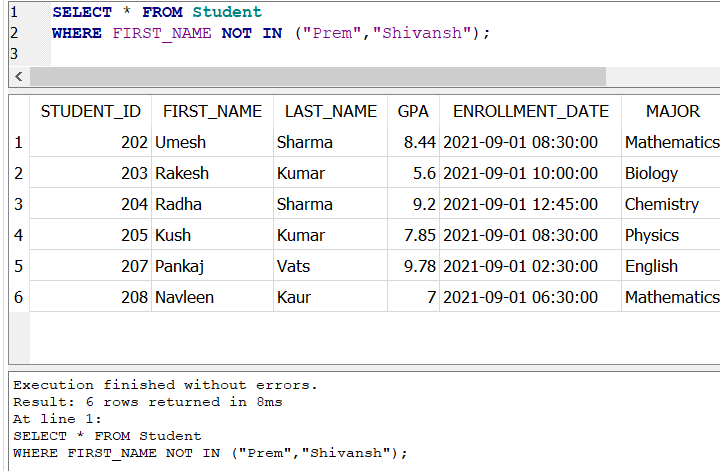 1 SELECT * FROM Student
2 WHERE FIRST_NAME NOT IN ("Prem","Shivansh");
3
<
STUDENT_ID FIRST_NAME LAST_NAME GPA ENROLLMENT_DATE MAJOR
1 202 Umesh Sharma 8.44 2021-09-01 08:30:00 Mathematics
2 203 Rakesh Kumar 5.6 2021-09-01 10:00:00 Biology
3 204 Radha Sharma 9.2 2021-09-01 12:45:00 Chemistry
4 205 Kush Kumar 7.85 2021-09-01 08:30:00 Physics
5 207 Pankaj Vats 9.78 2021-09-01 02:30:00 English
6 208 Navleen Kaur 7 2021-09-01 06:30:00 Mathematics
Execution finished without errors.
Result: 6 rows returned in 8ms
At line 1:
SELECT * FROM Student
WHERE FIRST_NAME NOT IN ("Prem","Shivansh");